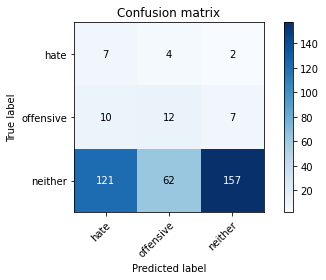 Confusion matrix
True label
hate
7
4
2
offensive
10
12
7
neither
121
62
157
hate
offensive
neither
Predicted label
140
120
100
80
60
40
20